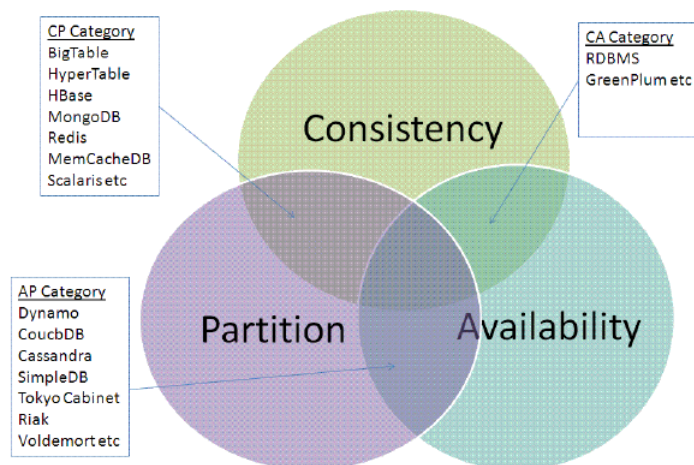 CP Category
BigTable
HyperTable
HBase
MongoDB
Redis
MemCacheDB
Scalaris etc
CA Category
RDBMS
GreenPlum etc
Consistency
AP Category
Dynamo
CoucbDB
Cassandra
SimpleDB
Tokyo Cabinet
Riak
Voldemort etc
Partition
Availability